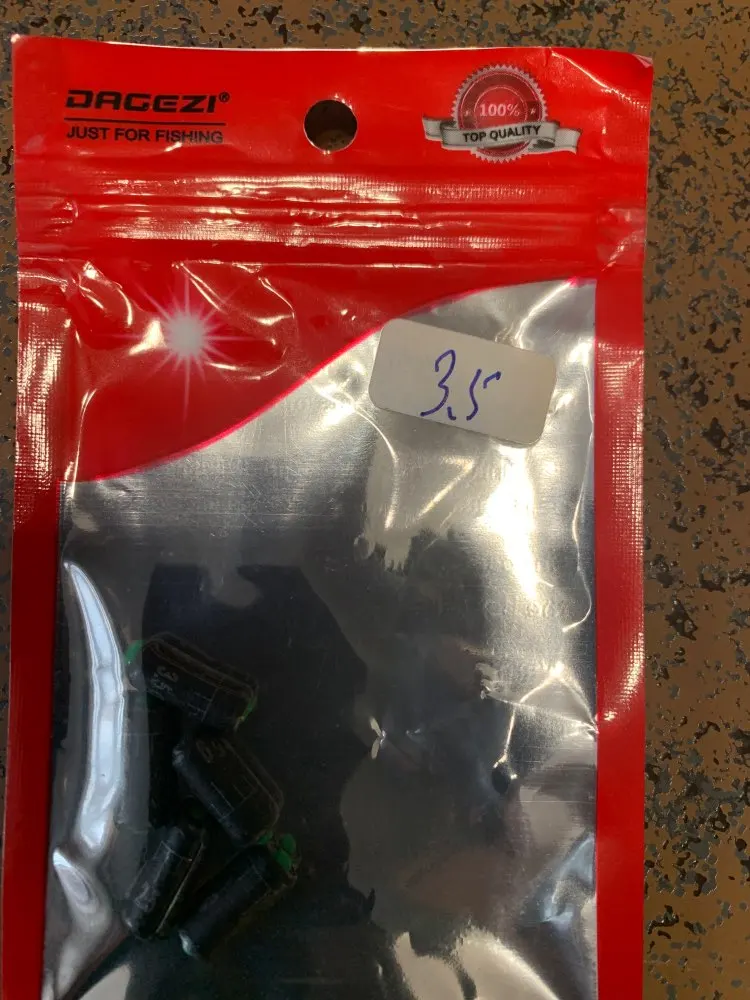 DAGEZI®
JUST FOR FISHING
100%
TOP QUALITY
3.5